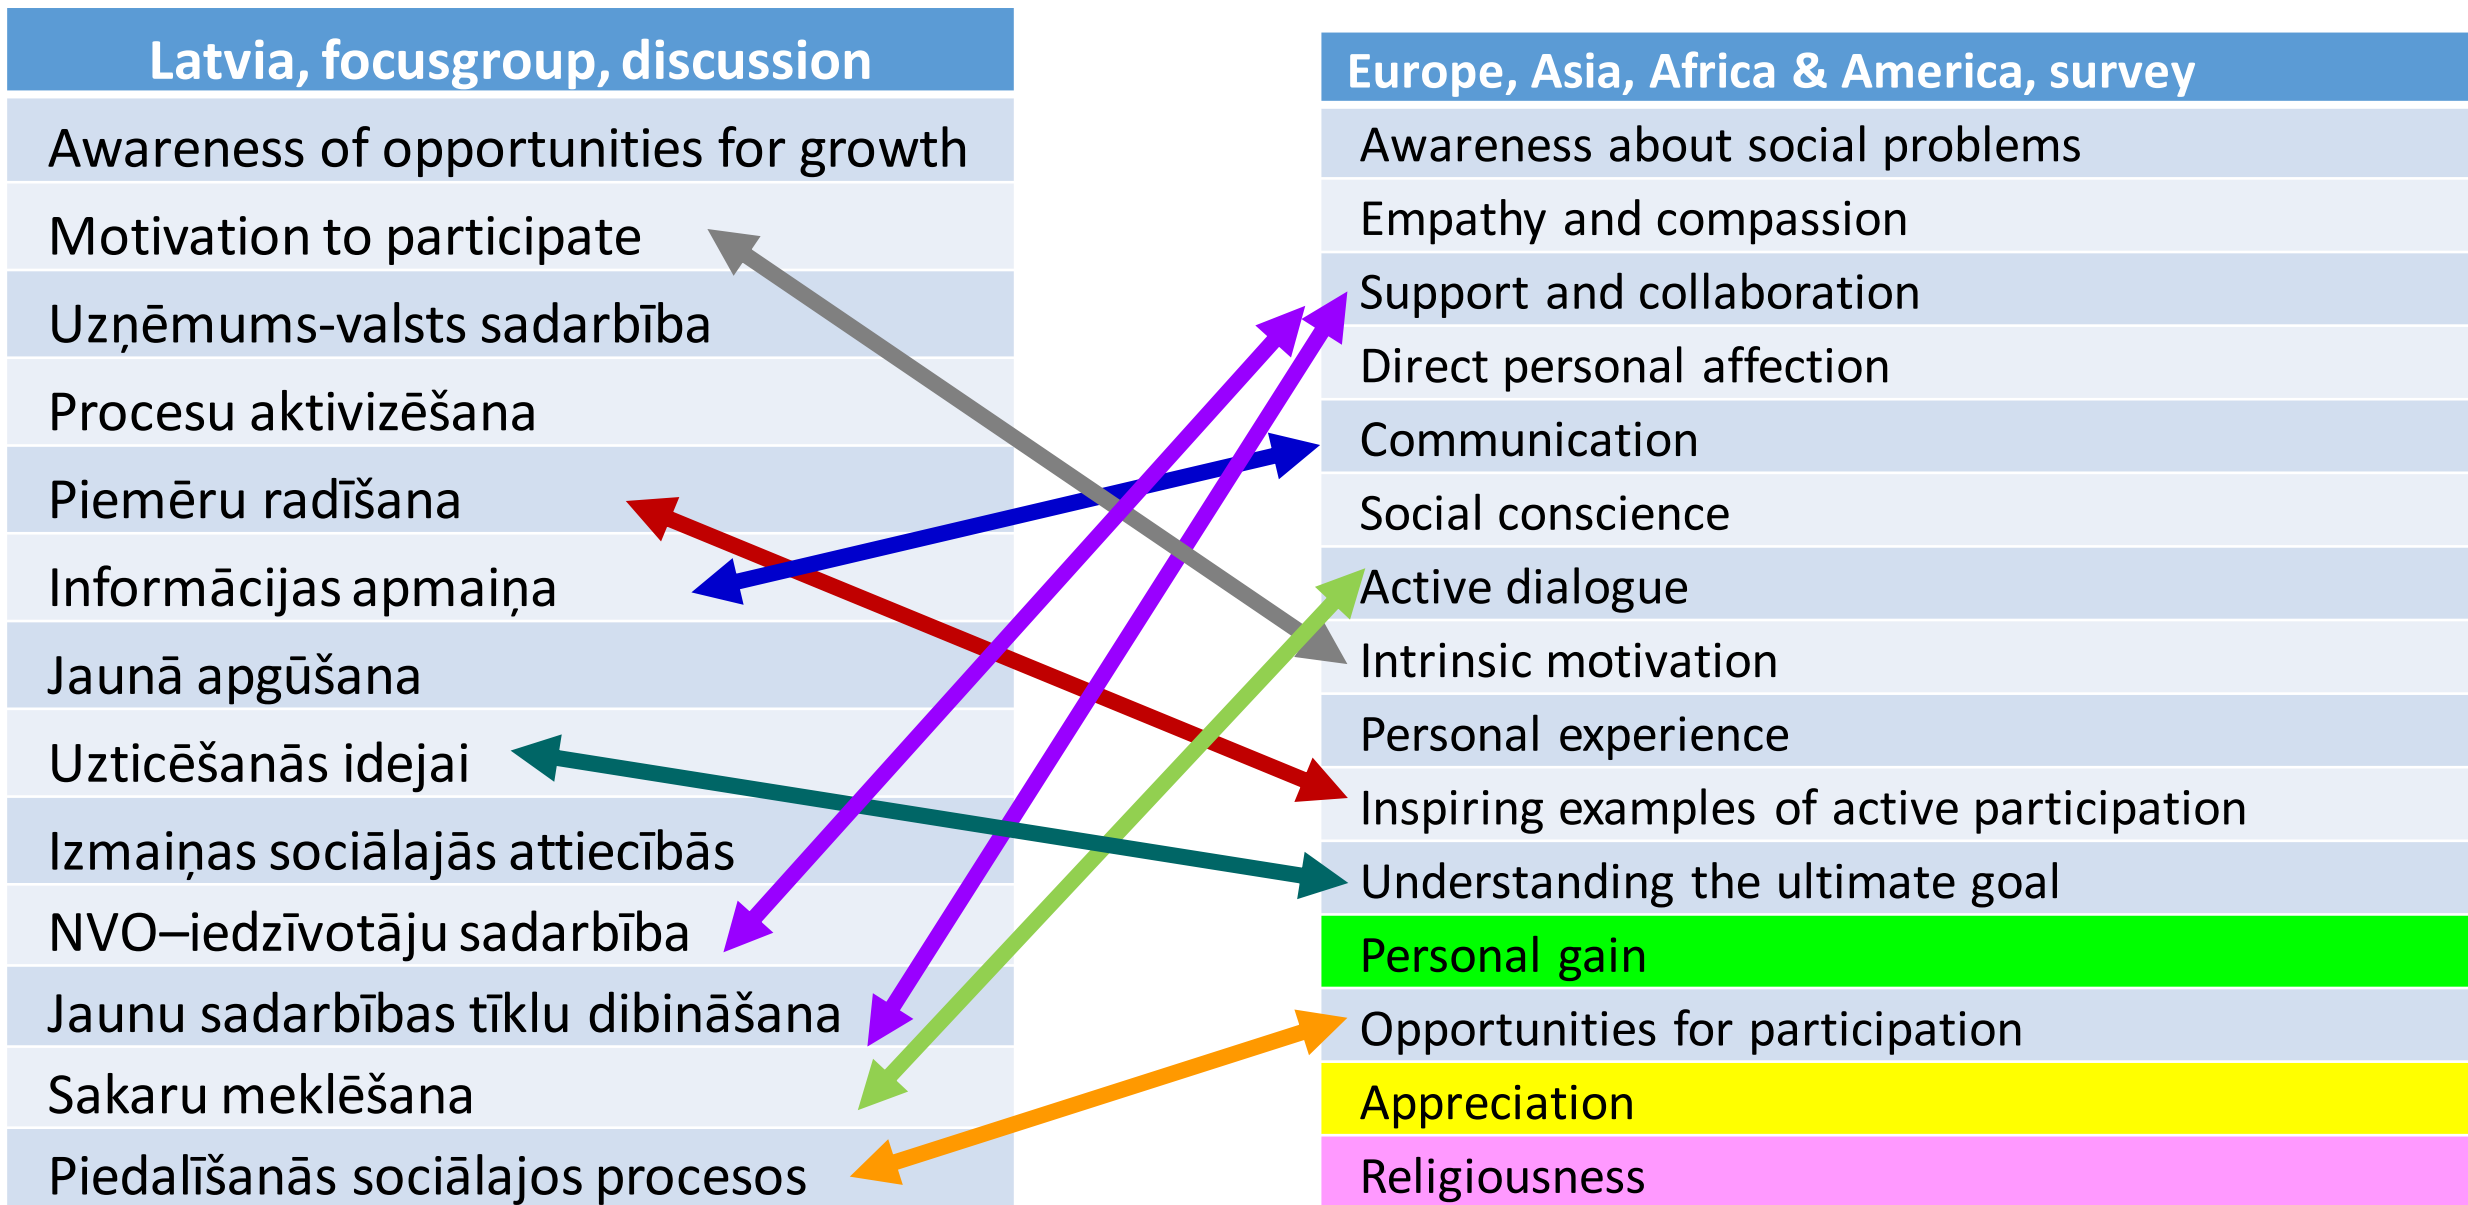 Latvia, focusgroup, discussion
Awareness of opportunities for growth
Motivation to participate
Uzņēmums-valsts sadarbība
Procesu aktivizēšana
Piemēru radīšana
Informācijas apmaiņa
Jaunā apgūšana
Uzticēšanās idejai
Izmaiņas sociālajās attiecībās
NVO–iedzīvotāju sadarbība
Jaunu sadarbības tīklu dibināšana
Sakaru meklēšana
Piedalīšanās sociālajos procesos
Europe, Asia, Africa & America, survey
Awareness about social problems
Empathy and compassion
Support and collaboration
Direct personal affection
Communication
Social conscience
Active dialogue
Intrinsic motivation
Personal experience
Inspiring examples of active participation
Understanding the ultimate goal
Personal gain
Opportunities for participation
Appreciation
Religiousness